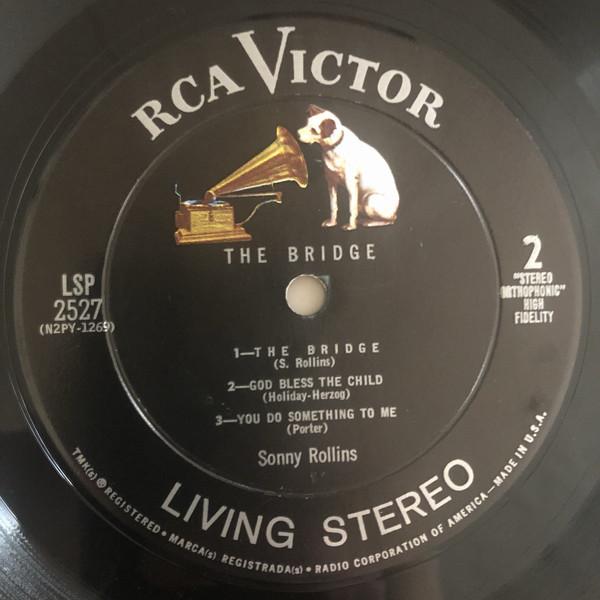 RCA VICTOR
THE BRIDGE
LSP
2527
(N2PY-1269)
2
"STEREO
ORTHOPHONIC"
HIGH
FIDELITY
1—THE BRIDGE
(S. Rollins)
2—GOD BLESS THE CHILD
(Holiday-Herzog)
3—YOU DO SOMETHING TO ME
(Porter)
Sonny Rollins
LIVING STEREO
TMK(s) ® REGISTERED • MARCA(s) REGISTRADA(s) • RADIO CORPORATION OF AMERICA—MADE IN U.S.A.